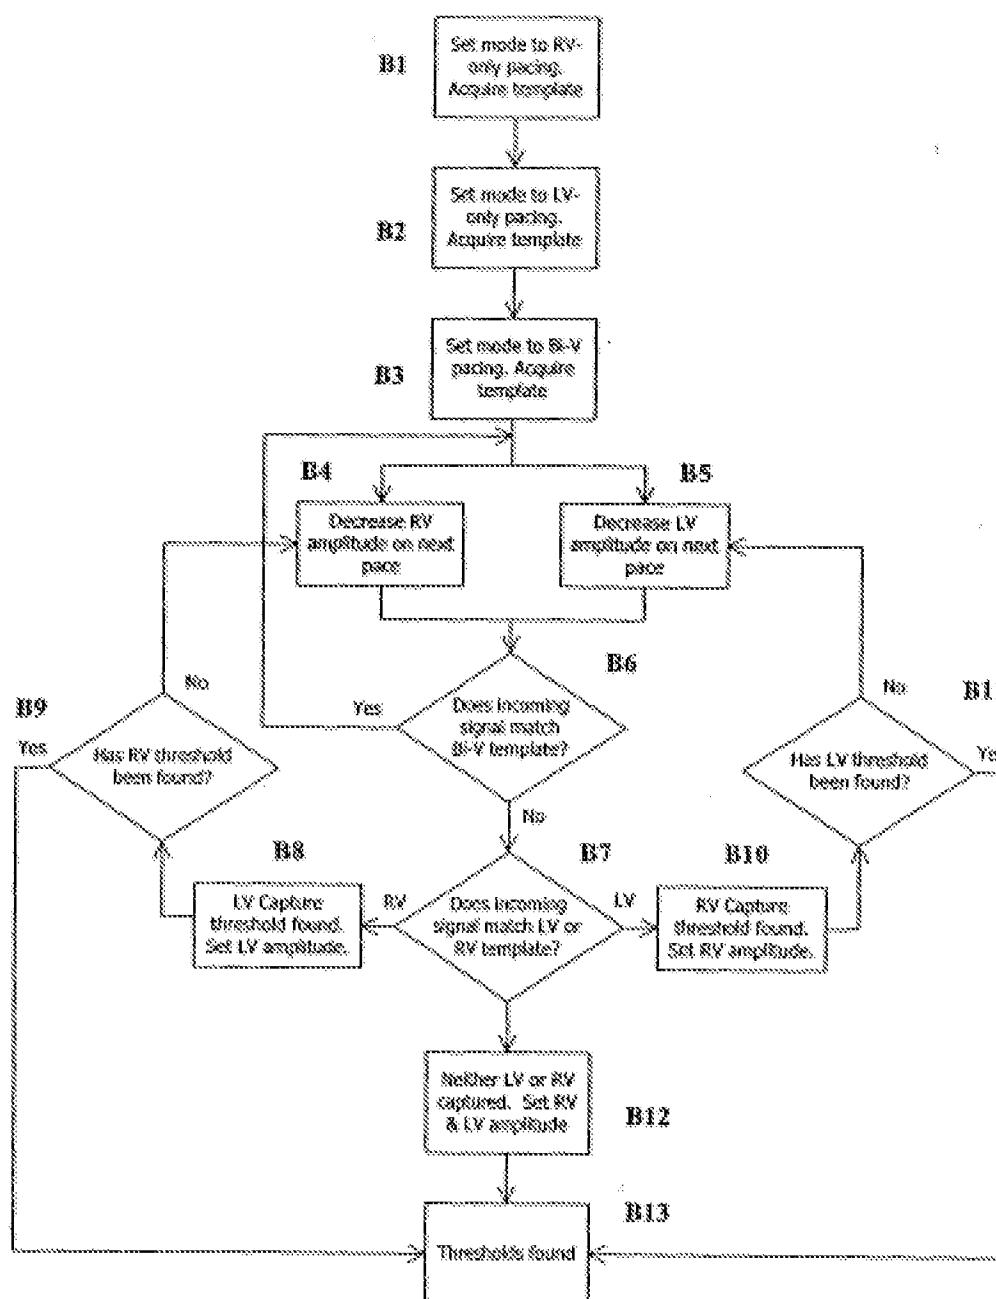 B1
Set mode to RV-
only pacing.
Acquire template
B2
Set mode to LV-
only pacing.
Acquire template
B3
Set mode to Bi-V
pacing. Acquire
template
B4
Decrease RV
amplitude on next
pace
B5
Decrease LV
amplitude on next
pace
B6
Does incoming
signal match
Bi-V template?
Yes
No
B9
Has RV threshold
been found?
Yes
No
B1
Has LV threshold
been found?
No
Ye
B8
LV Capture
threshold found.
Set LV amplitude.
RV
B7
Does incoming
signal match LV or
RV template?
LV
B10
RV Capture
threshold found.
Set RV amplitude.
Neither LV or RV
captured. Set RV
& LV amplitude
B12
B13
Thresholds found